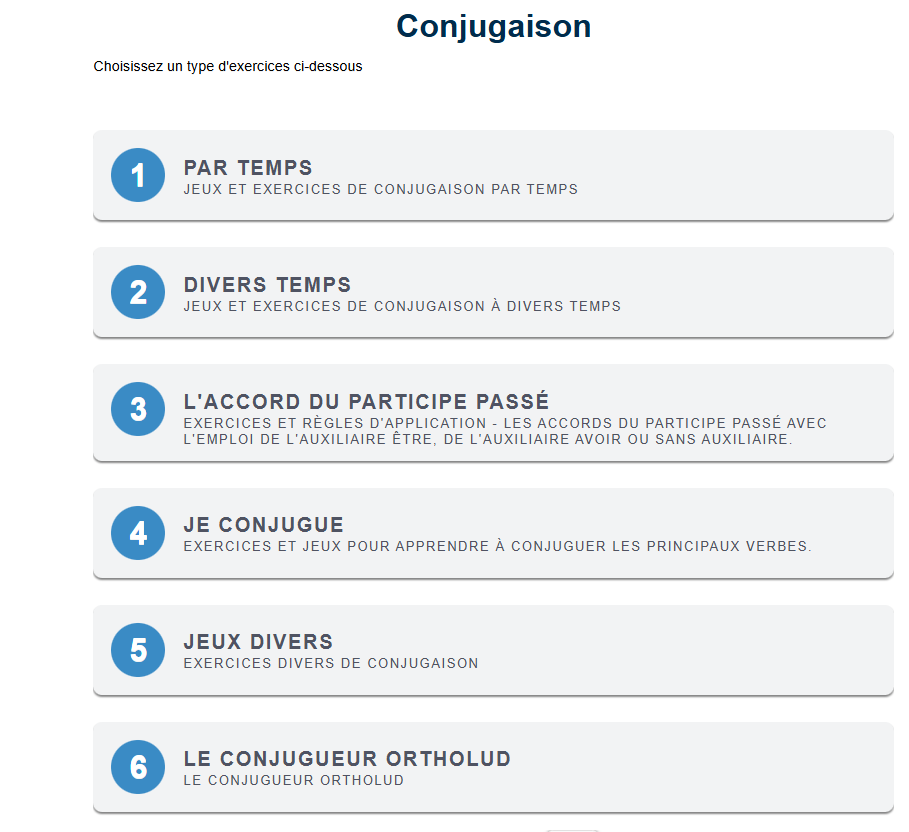 Conjugaison
Choisissez un type d'exercices ci-dessous
1
PAR TEMPS
JEUX ET EXERCICES DE CONJUGAISON PAR TEMPS
2
DIVERS TEMPS
JEUX ET EXERCICES DE CONJUGAISON À DIVERS TEMPS
3
L'ACCORD DU PARTICIPE PASSÉ
EXERCICES ET RÈGLES D'APPLICATION - LES ACCORDS DU PARTICIPE PASSÉ AVEC
L'EMPLOI DE L'AUXILIAIRE ÊTRE, DE L'AUXILIAIRE AVOIR OU SANS AUXILIAIRE.
4
JE CONJUGUE
EXERCICES ET JEUX POUR APPRENDRE À CONJUGUER LES PRINCIPAUX VERBES.
5
JEUX DIVERS
EXERCICES DIVERS DE CONJUGAISON
6
LE CONJUGUEUR ORTHOLUD
LE CONJUGUEUR ORTHOLUD